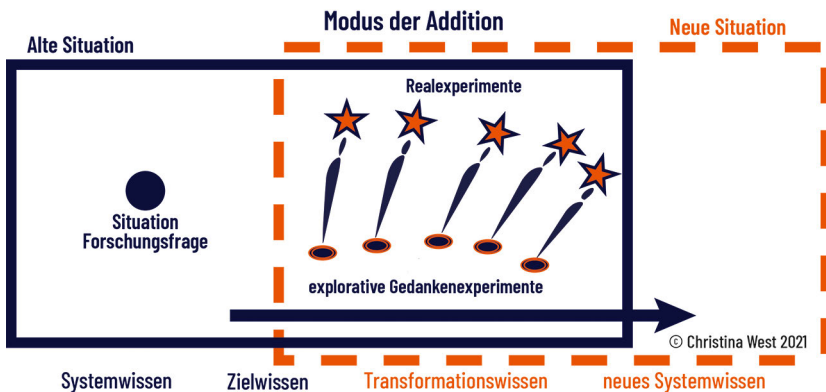 Modus der Addition
Alte Situation
Neue Situation
Realexperimente
Situation
Forschungsfrage
explorative Gedankenexperimente
© Christina West 2021
Systemwissen
Zielwissen
Transformationswissen
neues Systemwissen